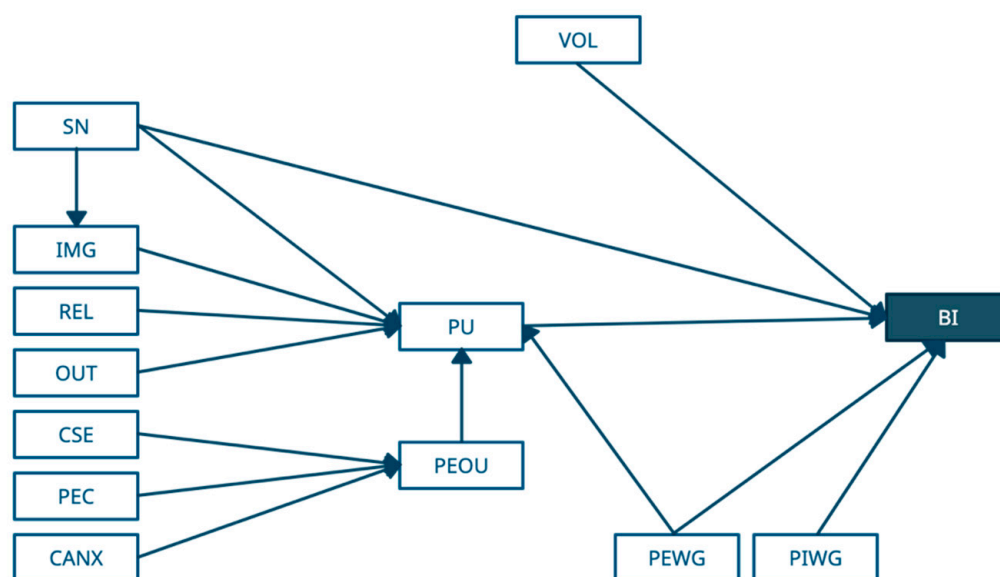 VOL
SN
IMG
REL
PU
BI
OUT
CSE
PEOU
PEC
CANX
PEWG
PIWG